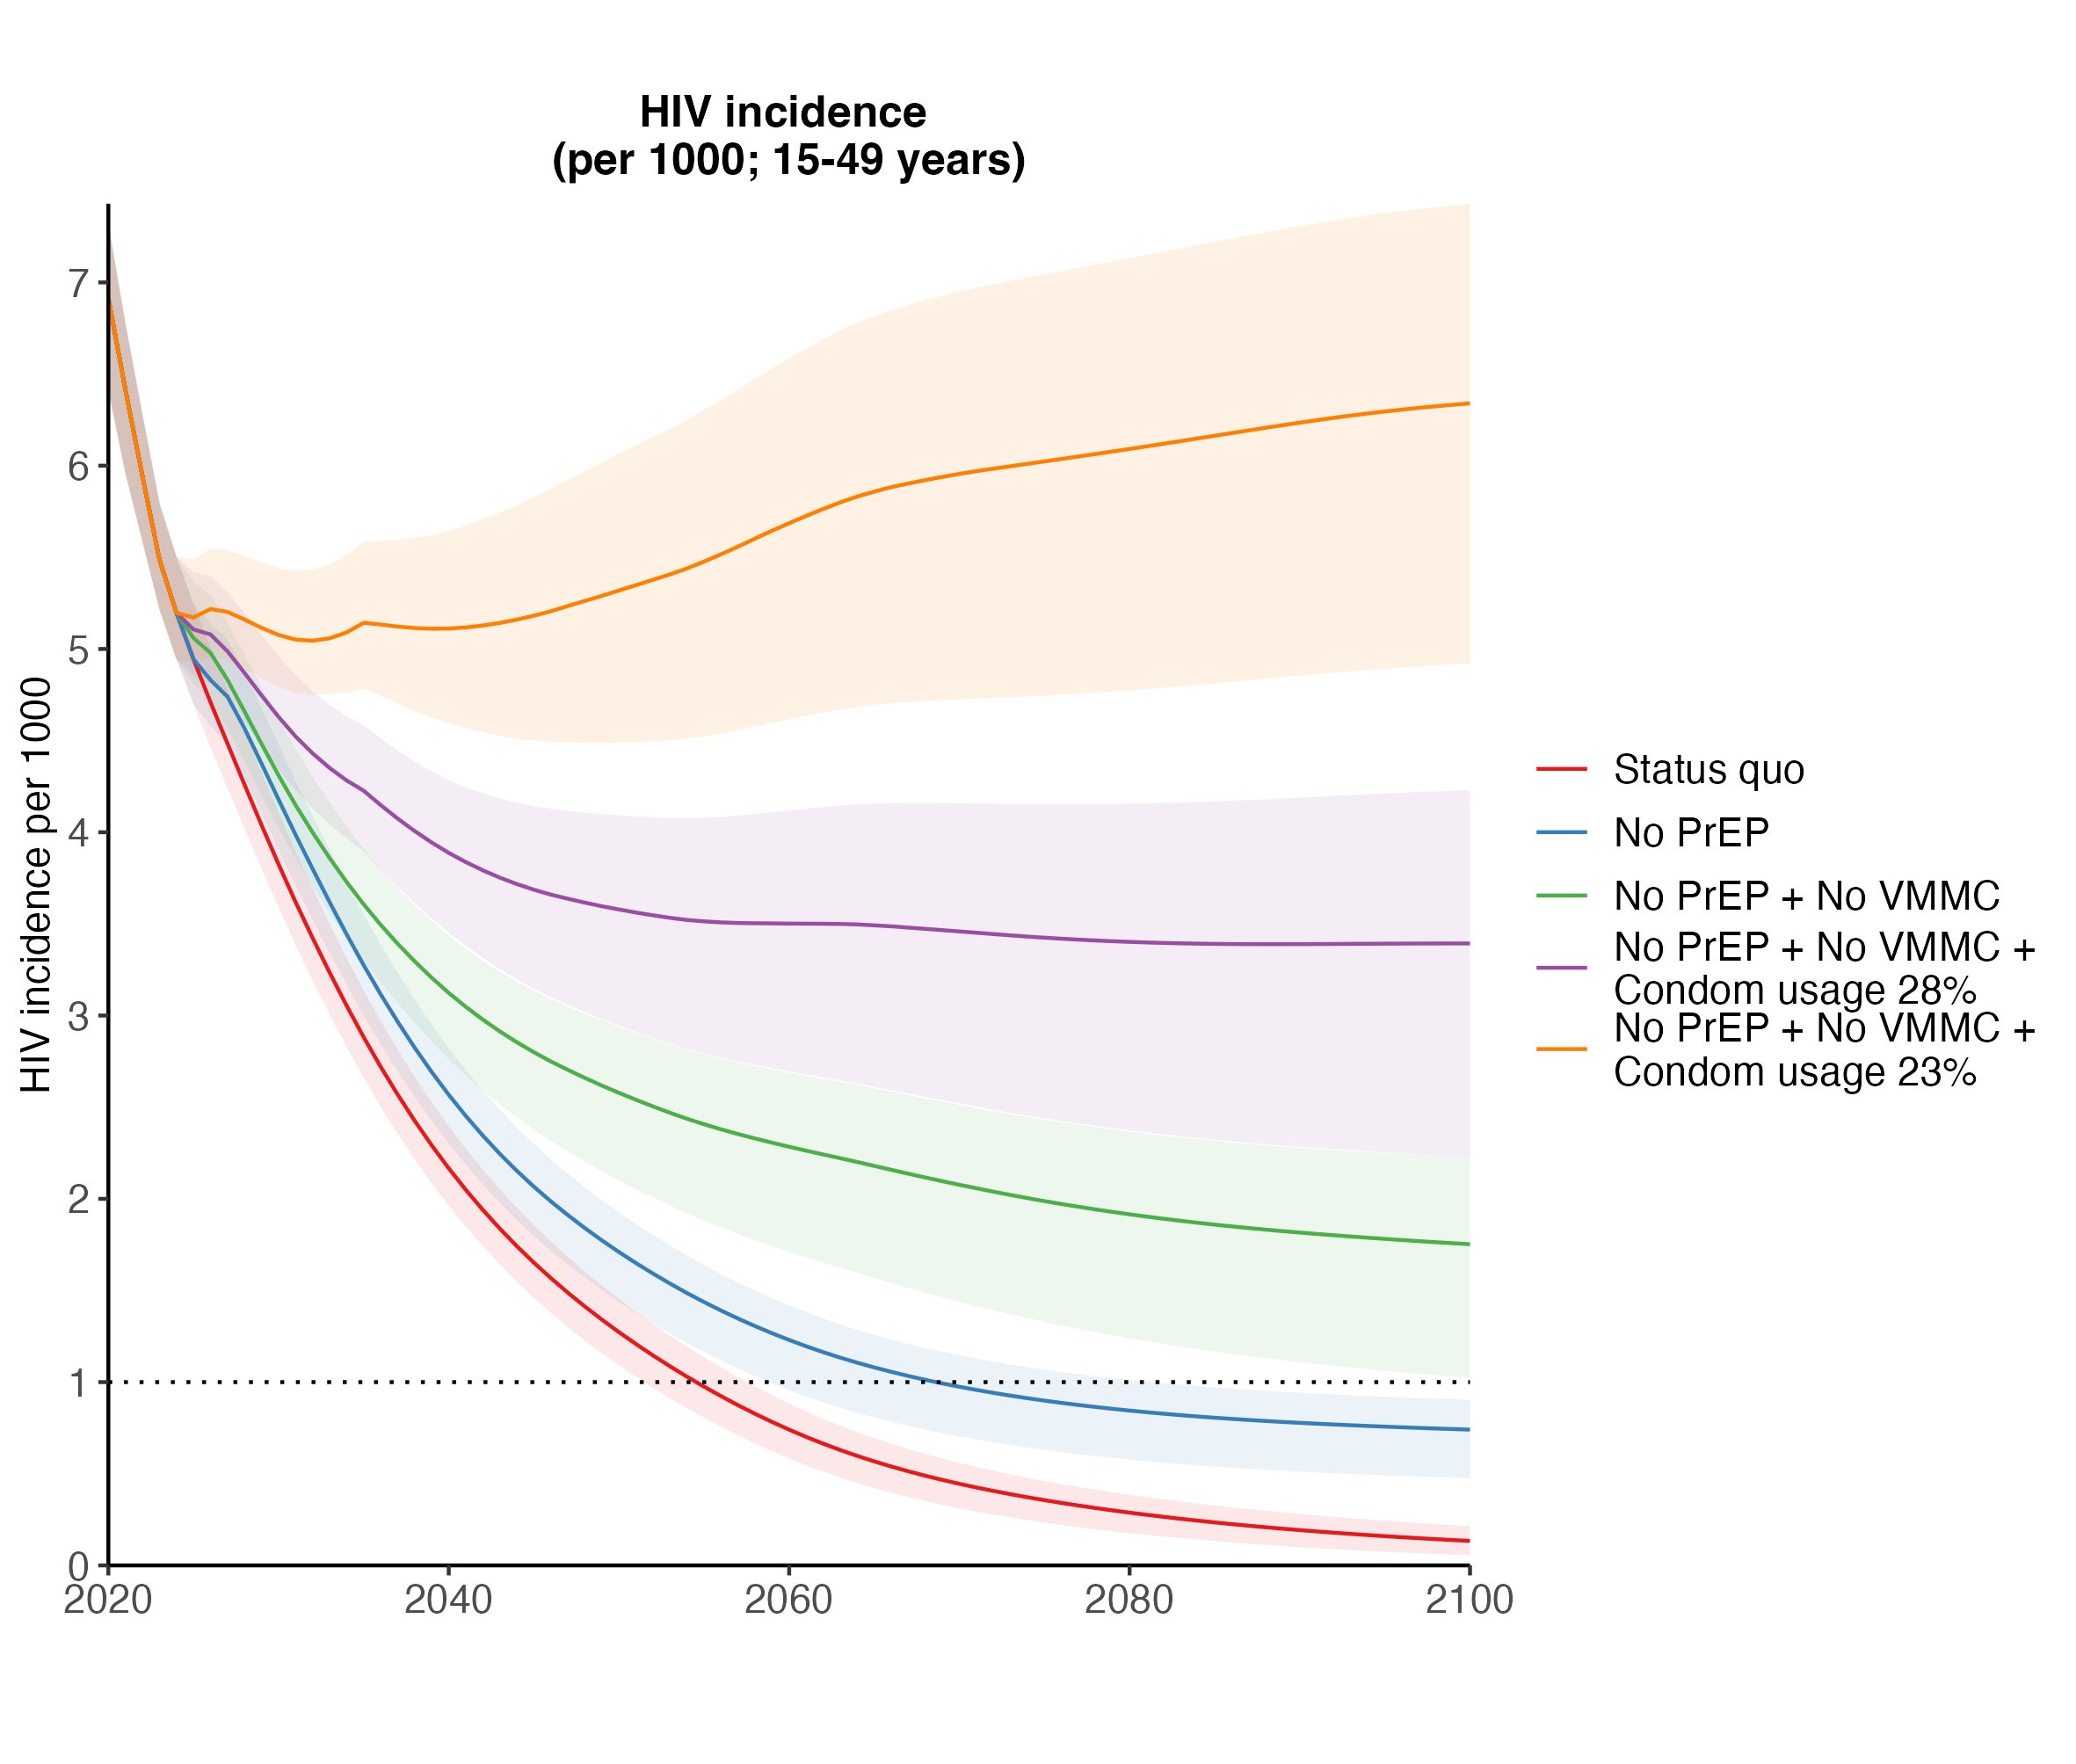 HIV incidence
(per 1000; 15-49 years)
HIV incidence per 1000
7
6
5
4
3
2
1
0
2020
2040
2060
2080
2100
Status quo
No PrEP
No PrEP + No VMMC
No PrEP + No VMMC +
Condom usage 28%
No PrEP + No VMMC +
Condom usage 23%